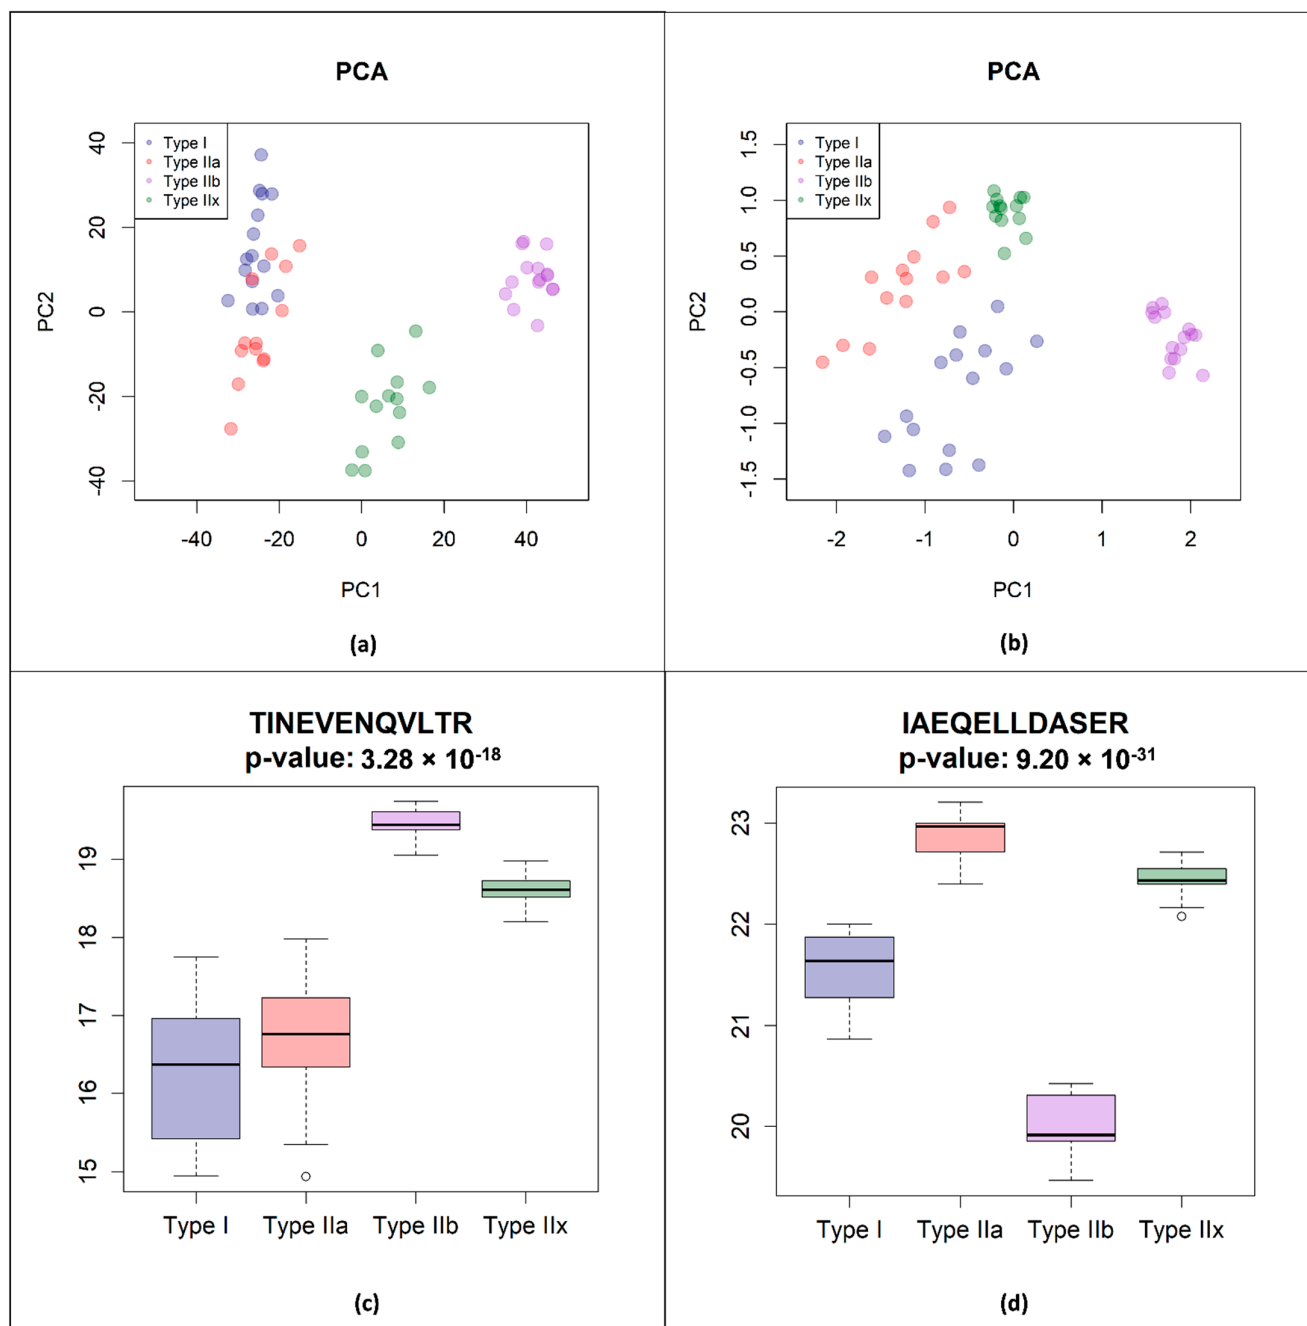 PCA
Type I
Type IIa
Type IIb
Type IIx
40
20
0
-20
-40
PC2
-40 -20 0 20 40
PC1
(a)
PCA
Type I
Type IIa
Type IIb
Type IIx
1.5
1.0
0.5
0.0
-0.5
-1.0
-1.5
PC2
-2 -1 0 1 2
PC1
(b)
TINEVENQVLTR
p-value: 3.28 × 10⁻¹⁸
19
18
17
16
15
Type I Type IIa Type IIb Type IIx
(c)
IAEQELLDASER
p-value: 9.20 × 10⁻³¹
23
22
21
20
Type I Type IIa Type IIb Type IIx
(d)